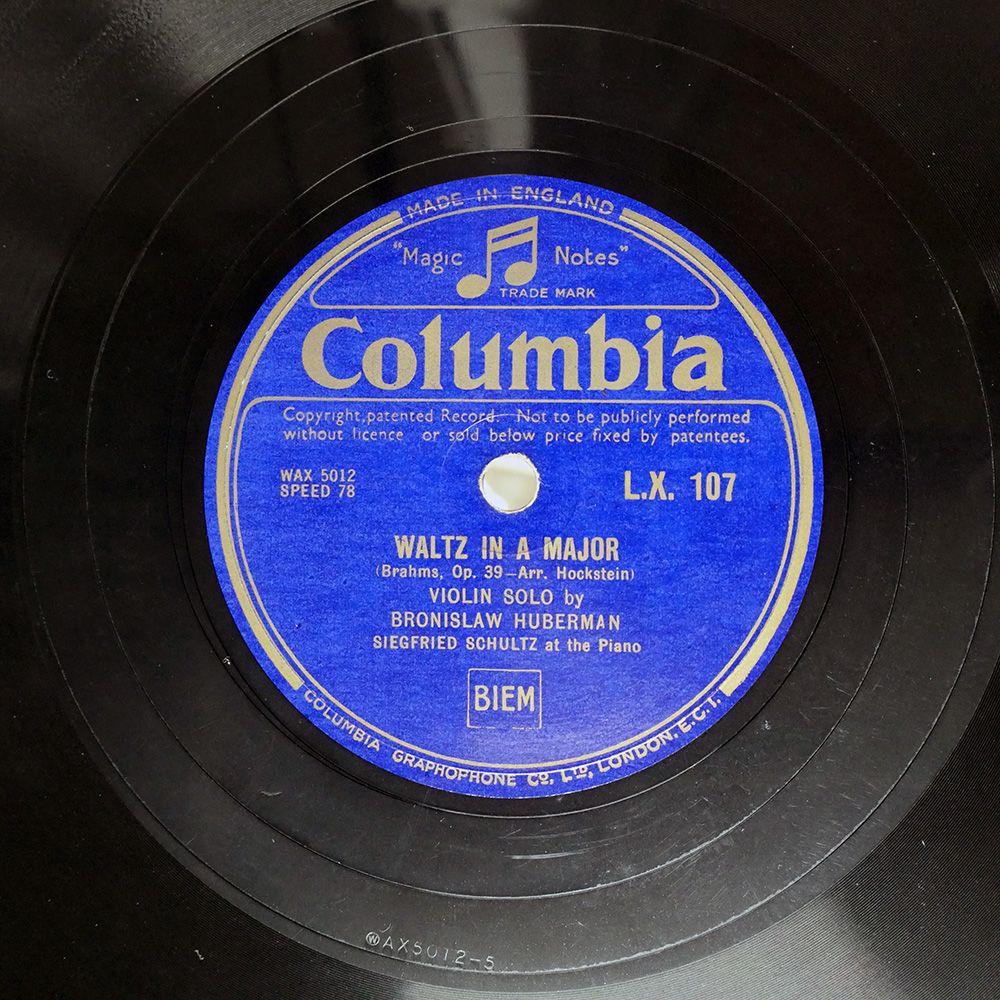 MADE IN ENGLAND
"Magic Notes"
TRADE MARK
Columbia
Copyright, patented Record. Not to be publicly performed
without licence or sold below price fixed by patentees.
WAX 5012
SPEED 78
L.X. 107
WALTZ IN A MAJOR
(Brahms, Op. 39—Arr. Hockstein)
VIOLIN SOLO by
BRONISLAW HUBERMAN
SIEGFRIED SCHULTZ at the Piano
BIEM
COLUMBIA GRAPHOPHONE CO, LTD, LONDON. E.C.1.
WAX5012-5